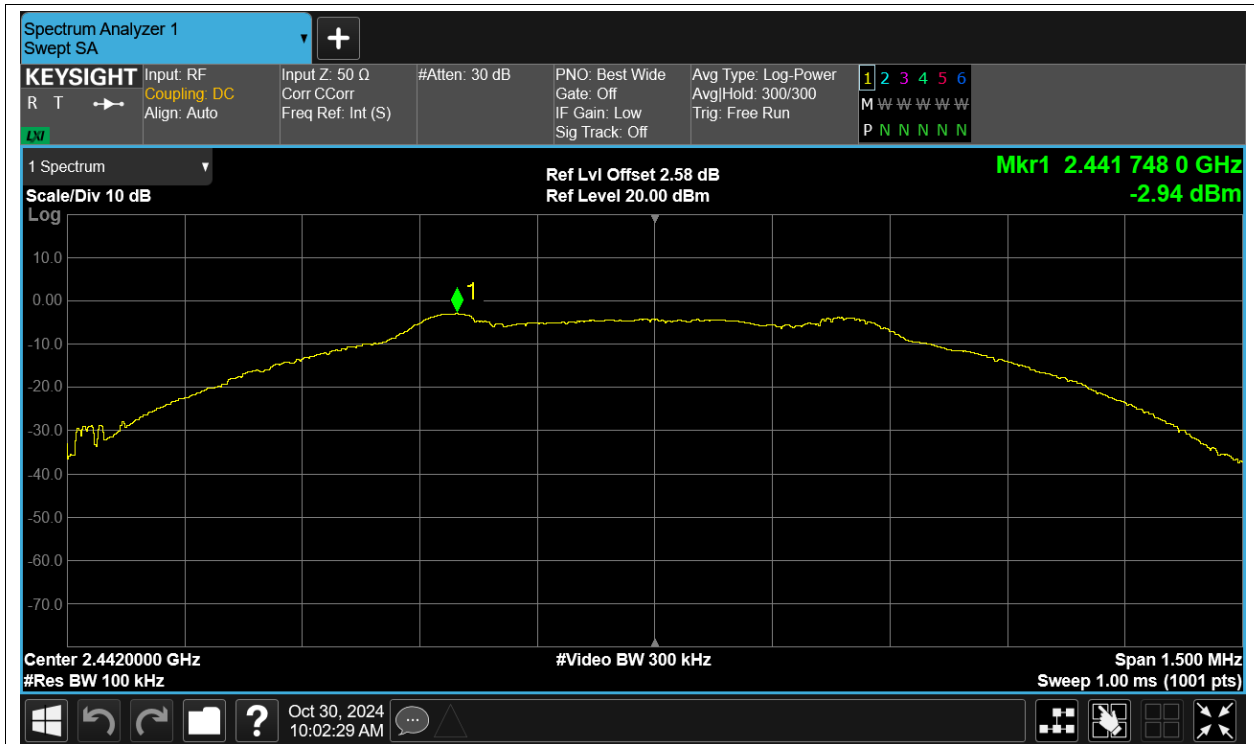 Spectrum Analyzer 1
Swept SA
+
KEYSIGHT
R T
LXI
Input: RF
Coupling: DC
Align: Auto
Input Z: 50 Ω
Corr CCorr
Freq Ref: Int (S)
#Atten: 30 dB
PNO: Best Wide
Gate: Off
IF Gain: Low
Sig Track: Off
Avg Type: Log-Power
Avg|Hold: 300/300
Trig: Free Run
1 2 3 4 5 6
M W W W W W
P N N N N N
1 Spectrum
Scale/Div 10 dB
Log
Ref Lvl Offset 2.58 dB
Ref Level 20.00 dBm
Mkr1 2.441 748 0 GHz
-2.94 dBm
10.0
0.00
-10.0
-20.0
-30.0
-40.0
-50.0
-60.0
-70.0
1
Center 2.4420000 GHz
#Res BW 100 kHz
#Video BW 300 kHz
Span 1.500 MHz
Sweep 1.00 ms (1001 pts)
?
Oct 30, 2024
10:02:29 AM